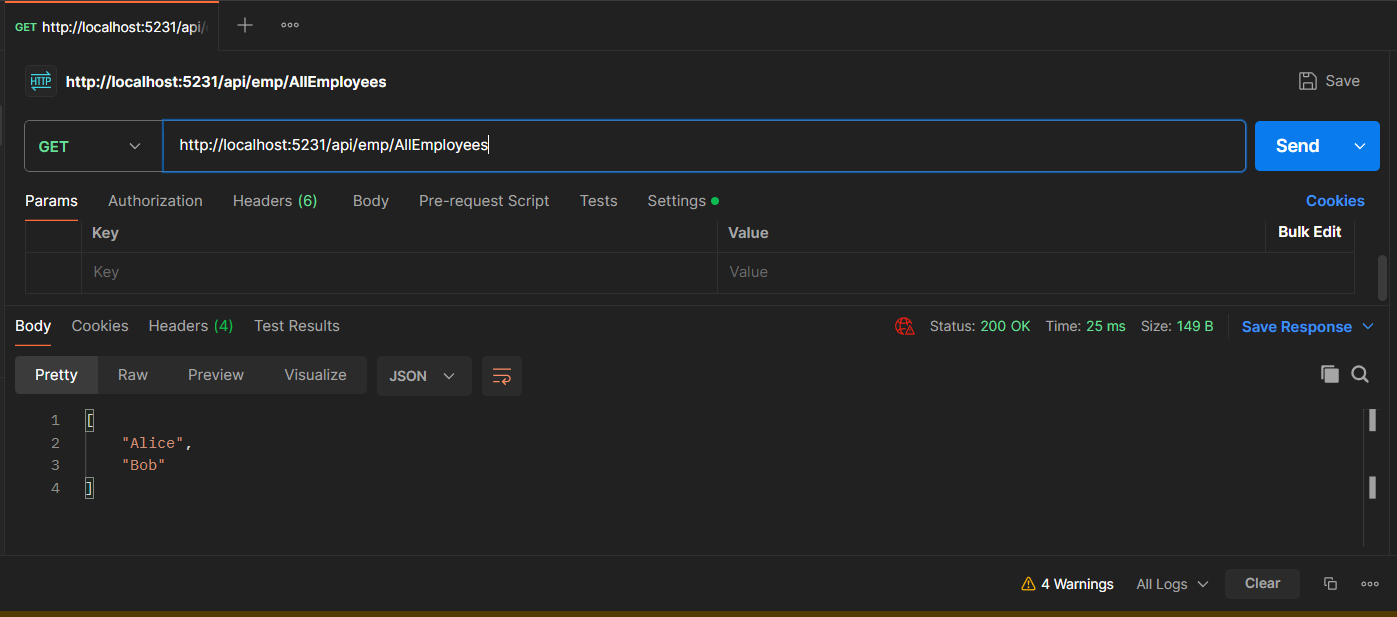 GET http://localhost:5231/api/
http://localhost:5231/api/emp/AllEmployees
Save
GET http://localhost:5231/api/emp/AllEmployees Send
Params Authorization Headers (6) Body Pre-request Script Tests Settings Cookies
Key Value Bulk Edit
Key Value
Body Cookies Headers (4) Test Results Status: 200 OK Time: 25 ms Size: 149 B Save Response
Pretty Raw Preview Visualize JSON
1 [
2 "Alice",
3 "Bob"
4 ]
4 Warnings All Logs Clear